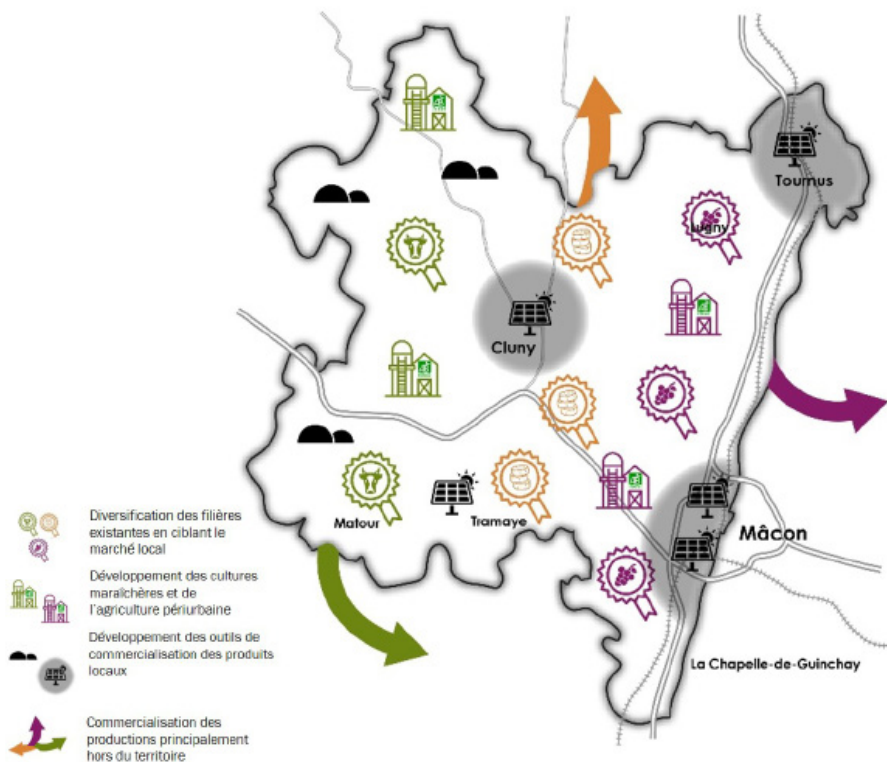 Tournus
Lugny
Cluny
Matour
Tramaye
Mâcon
La Chapelle-de-Guinchay
Diversification des filières
existantes en ciblant le
marché local
Développement des cultures
maraîchères et de
l'agriculture périurbaine
Développement des outils de
commercialisation des produits
locaux
Commercialisation des
productions principalement
hors du territoire